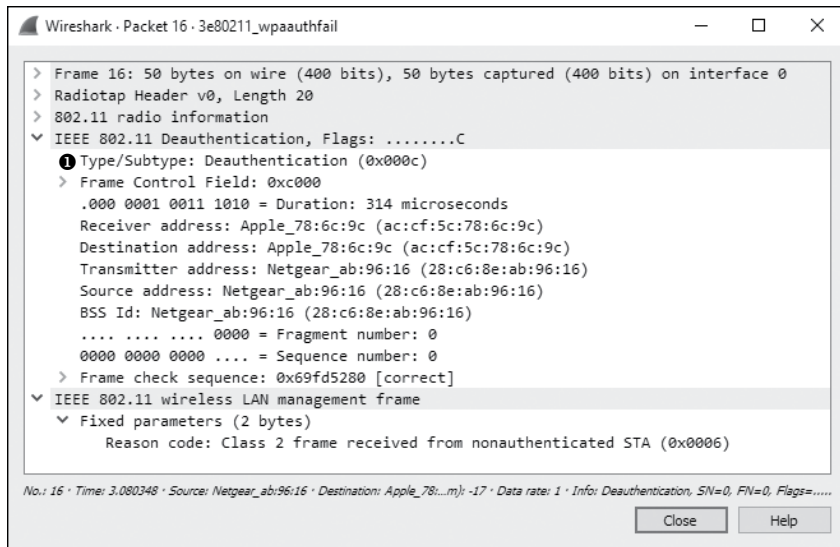 Wireshark · Packet 16 · 3e80211_wpaauthfail
> Frame 16: 50 bytes on wire (400 bits), 50 bytes captured (400 bits) on interface 0
> Radiotap Header v0, Length 20
> 802.11 radio information
IEEE 802.11 Deauthentication, Flags: ........C
❶ Type/Subtype: Deauthentication (0x000c)
> Frame Control Field: 0xc000
.000 0001 0011 1010 = Duration: 314 microseconds
Receiver address: Apple_78:6c:9c (ac:cf:5c:78:6c:9c)
Destination address: Apple_78:6c:9c (ac:cf:5c:78:6c:9c)
Transmitter address: Netgear_ab:96:16 (28:c6:8e:ab:96:16)
Source address: Netgear_ab:96:16 (28:c6:8e:ab:96:16)
BSS Id: Netgear_ab:96:16 (28:c6:8e:ab:96:16)
.... .... .... 0000 = Fragment number: 0
0000 0000 0000 .... = Sequence number: 0
> Frame check sequence: 0x69fd5280 [correct]
IEEE 802.11 wireless LAN management frame
Fixed parameters (2 bytes)
Reason code: Class 2 frame received from nonauthenticated STA (0x0006)
No.: 16 · Time: 3.080348 · Source: Netgear_ab:96:16 · Destination: Apple_78:...m): -17 · Data rate: 1 · Info: Deauthentication, SN=0, FN=0, Flags=.....
Close Help